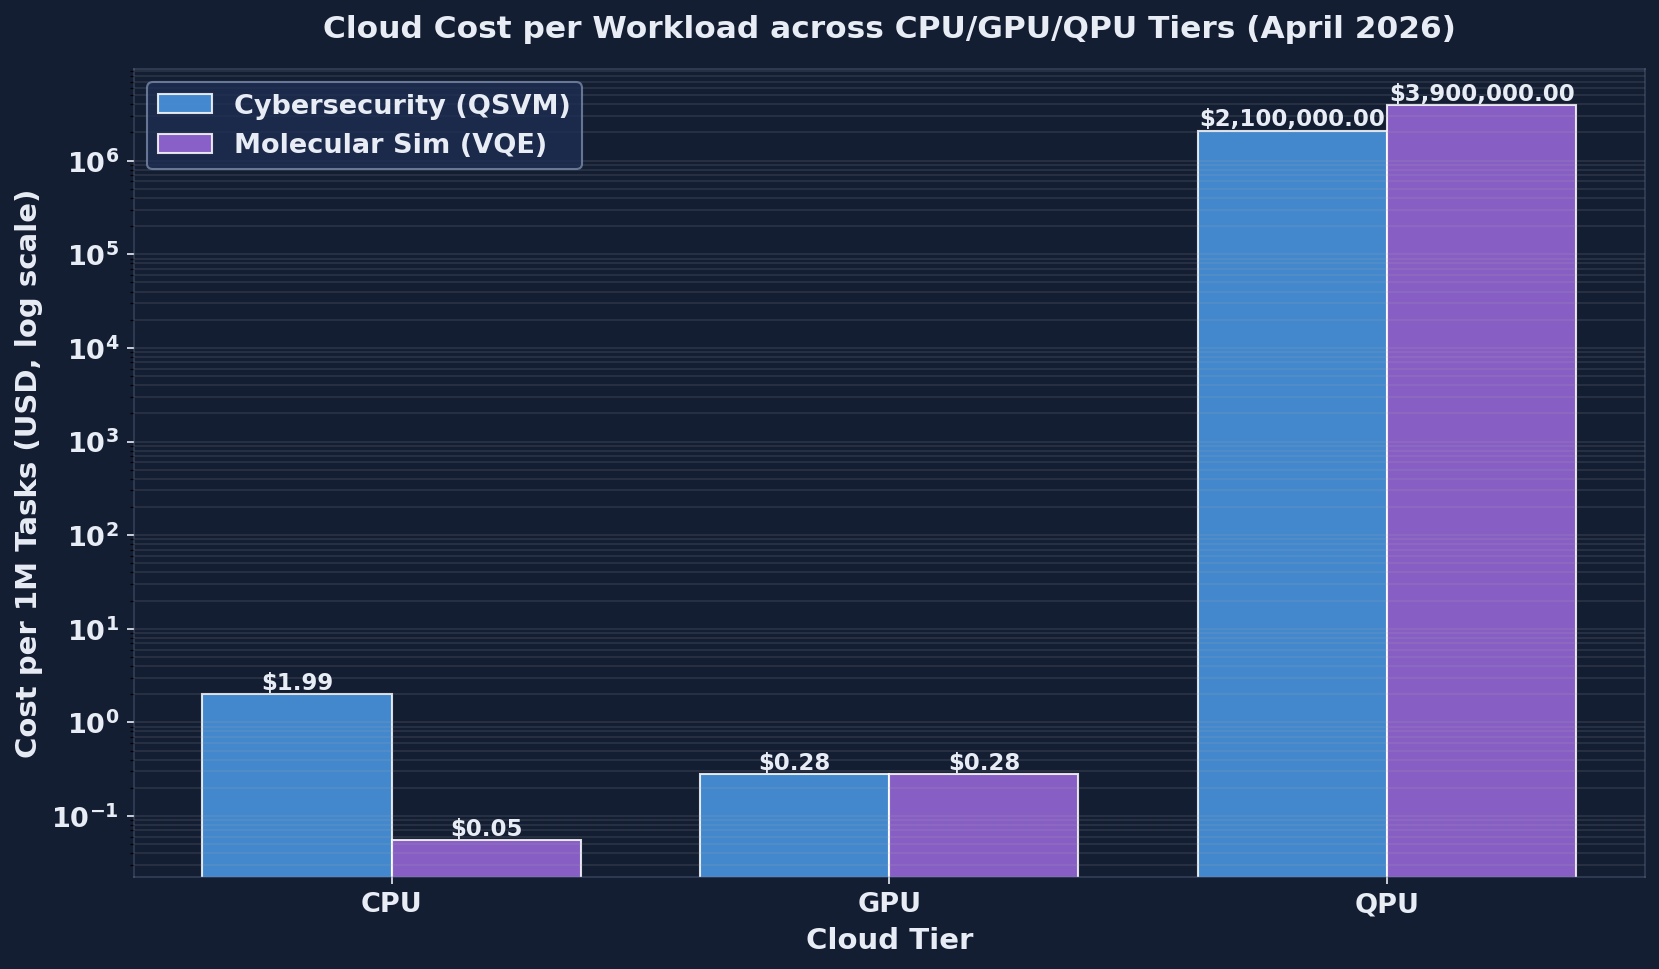 Cloud Cost per Workload across CPU/GPU/QPU Tiers (April 2026)
Cybersecurity (QSVM)
Molecular Sim (VQE)
Cost per 1M Tasks (USD, log scale)
10⁶
10⁵
10⁴
10³
10²
10¹
10⁰
10⁻¹
$1.99
$0.05
$0.28
$0.28
$2,100,000.00
$3,900,000.00
CPU
GPU
QPU
Cloud Tier